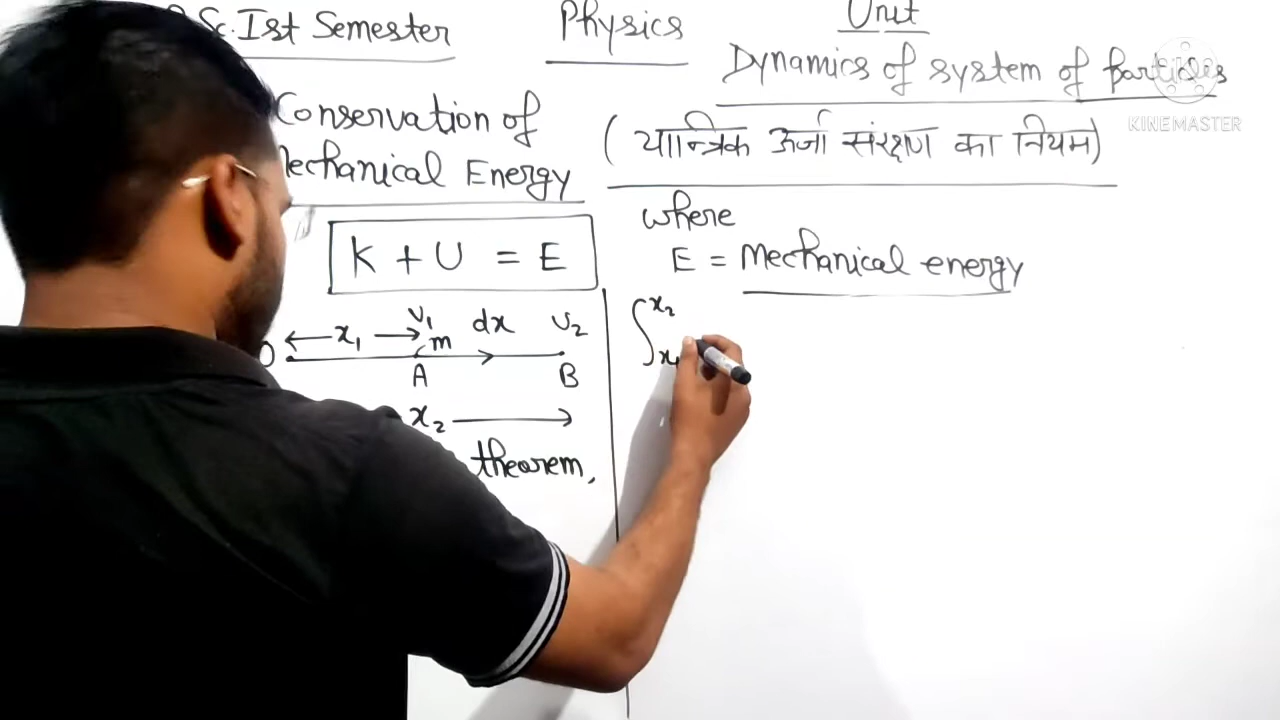 Sc. Ist Semester Physics Unit
Dynamics of system of particles
Conservation of
Mechanical Energy
(यान्त्रिक ऊर्जा संरक्षण का नियम)
K + U = E
where
E = Mechanical energy
x₁ v₁ m dx v₂
O A B
x₂
theorem,
∫ x₂ x₁
KINEMASTER